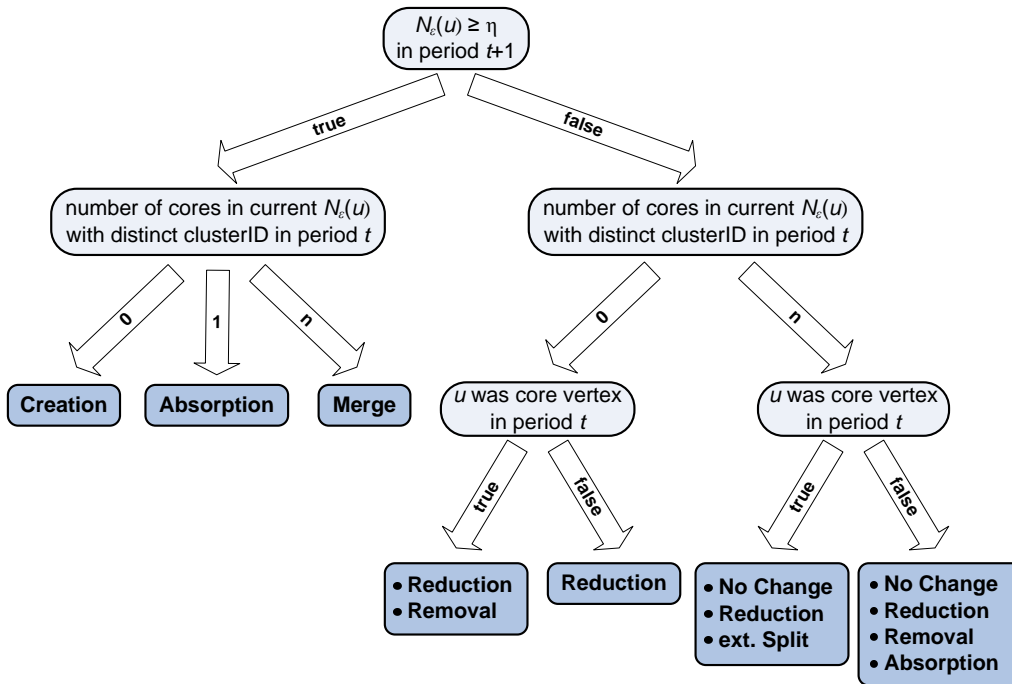 Nε(u) ≥ η
in period t+1
true
false
number of cores in current Nε(u)
with distinct clusterID in period t
number of cores in current Nε(u)
with distinct clusterID in period t
0
1
n
0
n
Creation
Absorption
Merge
u was core vertex
in period t
u was core vertex
in period t
true
false
true
false
• Reduction
• Removal
Reduction
• No Change
• Reduction
• ext. Split
• No Change
• Reduction
• Removal
• Absorption